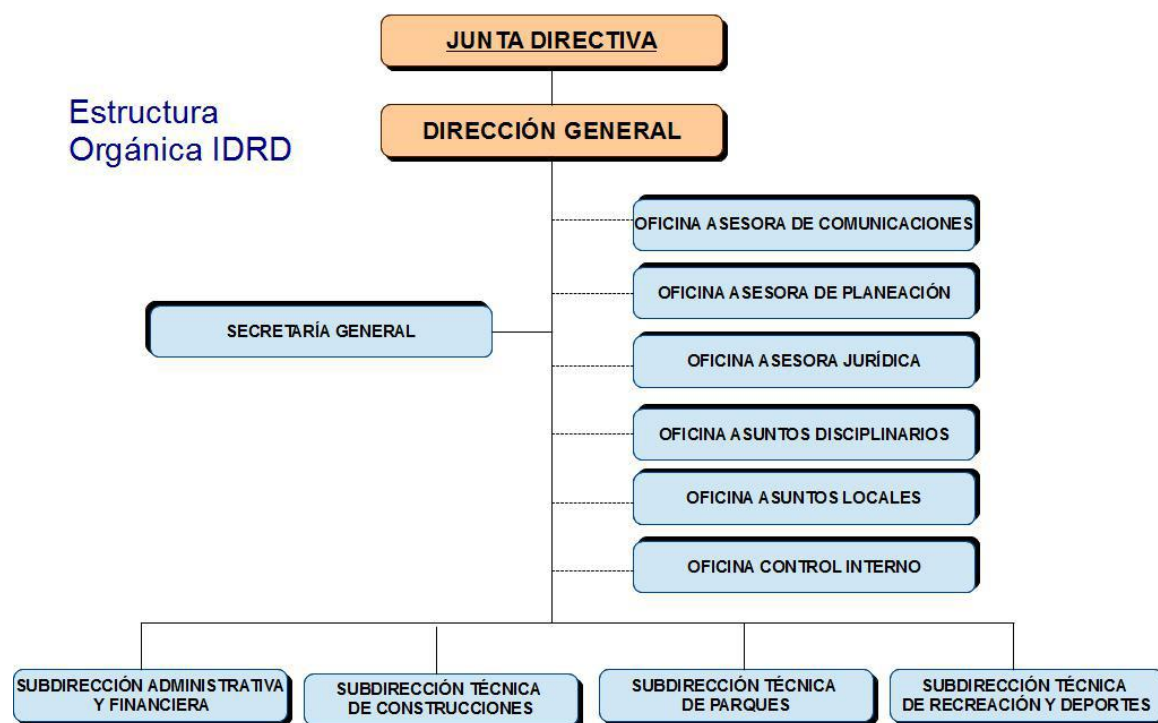 JUNTA DIRECTIVA
Estructura
Orgánica IDRD
DIRECCIÓN GENERAL
OFICINA ASESORA DE COMUNICACIONES
OFICINA ASESORA DE PLANEACIÓN
SECRETARÍA GENERAL
OFICINA ASESORA JURÍDICA
OFICINA ASUNTOS DISCIPLINARIOS
OFICINA ASUNTOS LOCALES
OFICINA CONTROL INTERNO
SUBDIRECCIÓN ADMINISTRATIVA
Y FINANCIERA
SUBDIRECCIÓN TÉCNICA
DE CONSTRUCCIONES
SUBDIRECCIÓN TÉCNICA
DE PARQUES
SUBDIRECCIÓN TÉCNICA
DE RECREACIÓN Y DEPORTES